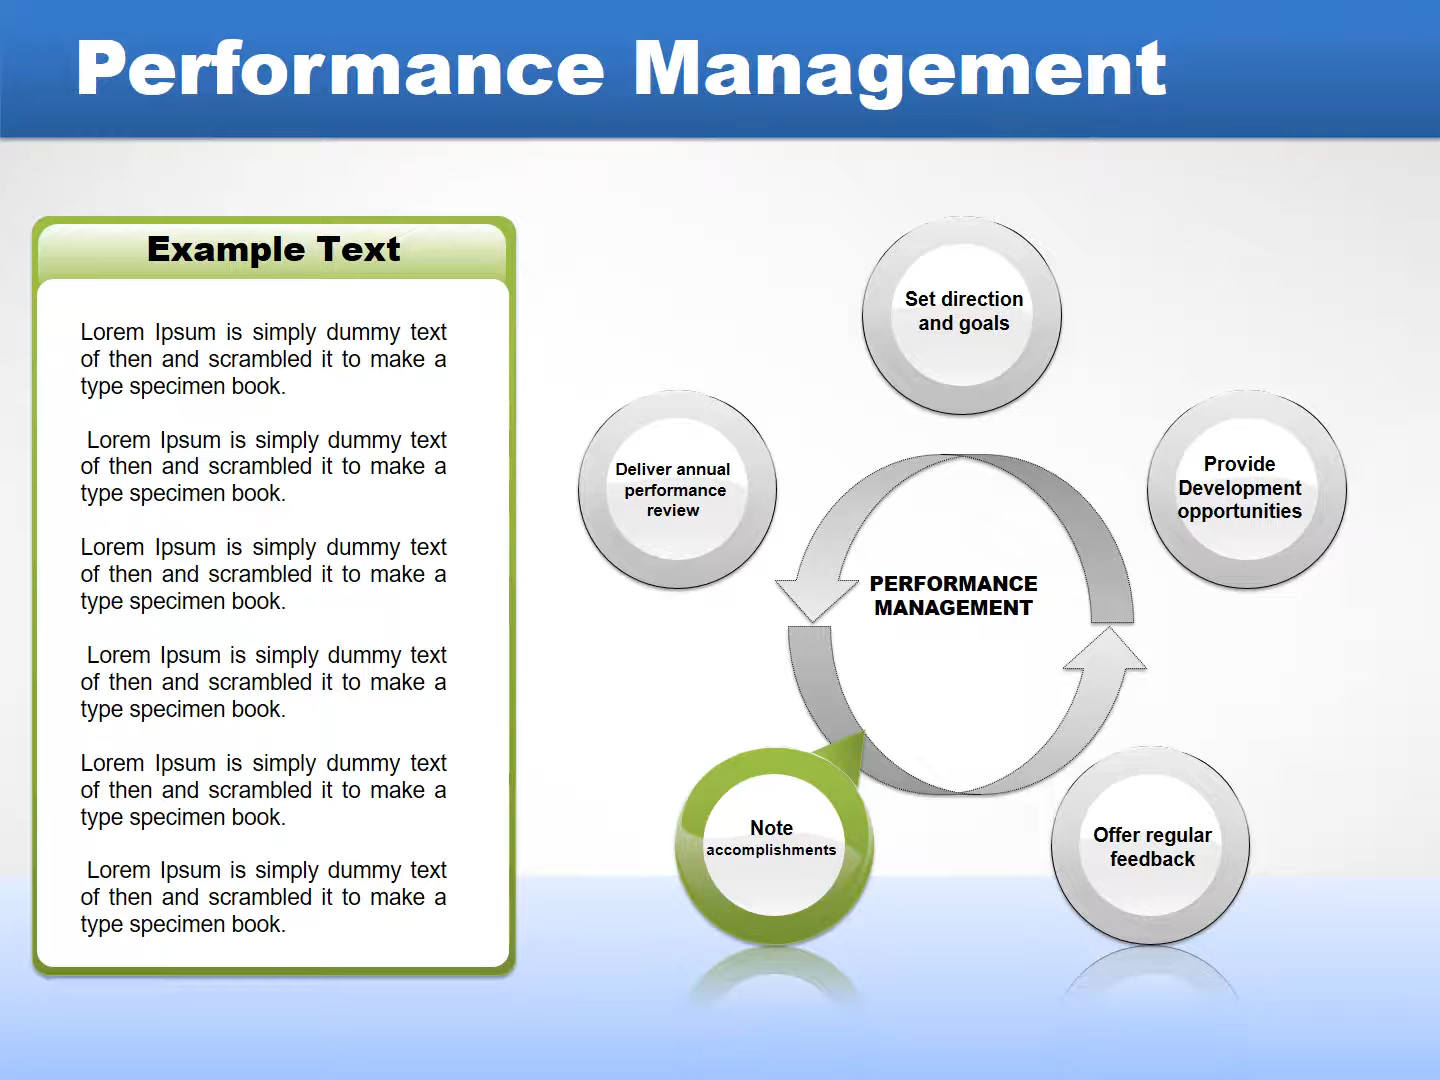 Performance Management
Example Text
Lorem Ipsum is simply dummy text
of then and scrambled it to make a
type specimen book.
Lorem Ipsum is simply dummy text
of then and scrambled it to make a
type specimen book.
Lorem Ipsum is simply dummy text
of then and scrambled it to make a
type specimen book.
Lorem Ipsum is simply dummy text
of then and scrambled it to make a
type specimen book.
Lorem Ipsum is simply dummy text
of then and scrambled it to make a
type specimen book.
Lorem Ipsum is simply dummy text
of then and scrambled it to make a
type specimen book.
Set direction
and goals
Deliver annual
performance
review
Provide
Development
opportunities
PERFORMANCE
MANAGEMENT
Note
accomplishments
Offer regular
feedback